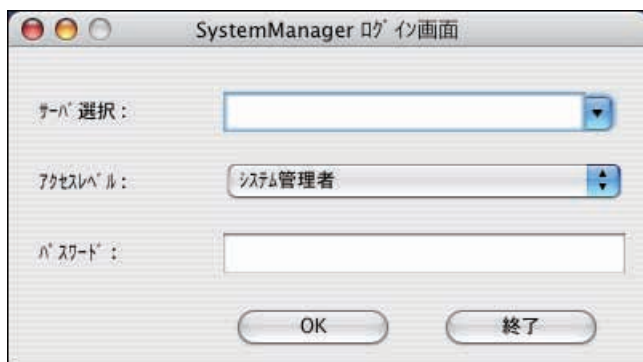 SystemManager ﾛｸﾞｲﾝ画面
ｻｰﾊﾞ選択：
ｱｸｾｽﾚﾍﾞﾙ： ｼｽﾃﾑ管理者
ﾊﾟｽﾜｰﾄﾞ：
OK 終了